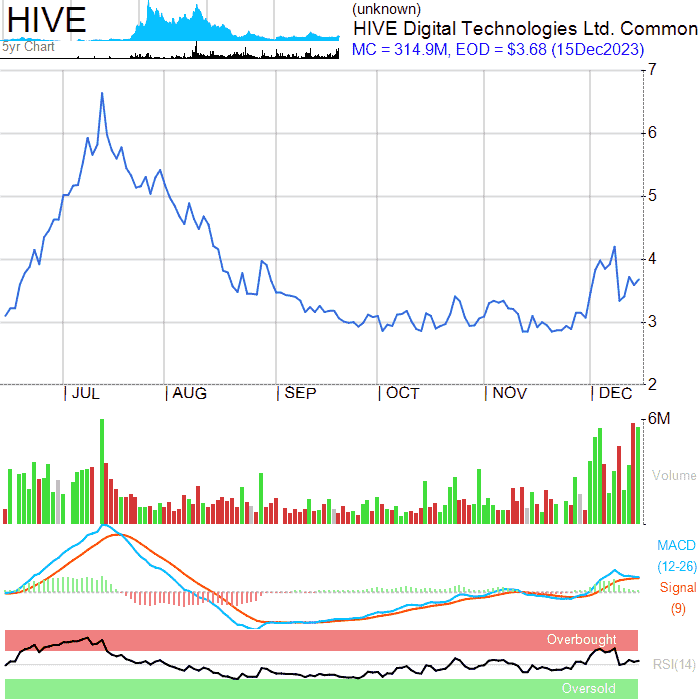 HIVE
5yr Chart
(unknown)
HIVE Digital Technologies Ltd. Common
MC = 314.9M, EOD = $3.68 (15Dec2023)
7
6
5
4
3
2
JUL AUG SEP OCT NOV DEC
6M
Volume
MACD
(12-26)
Signal
(9)
Overbought
RSI(14)
Oversold